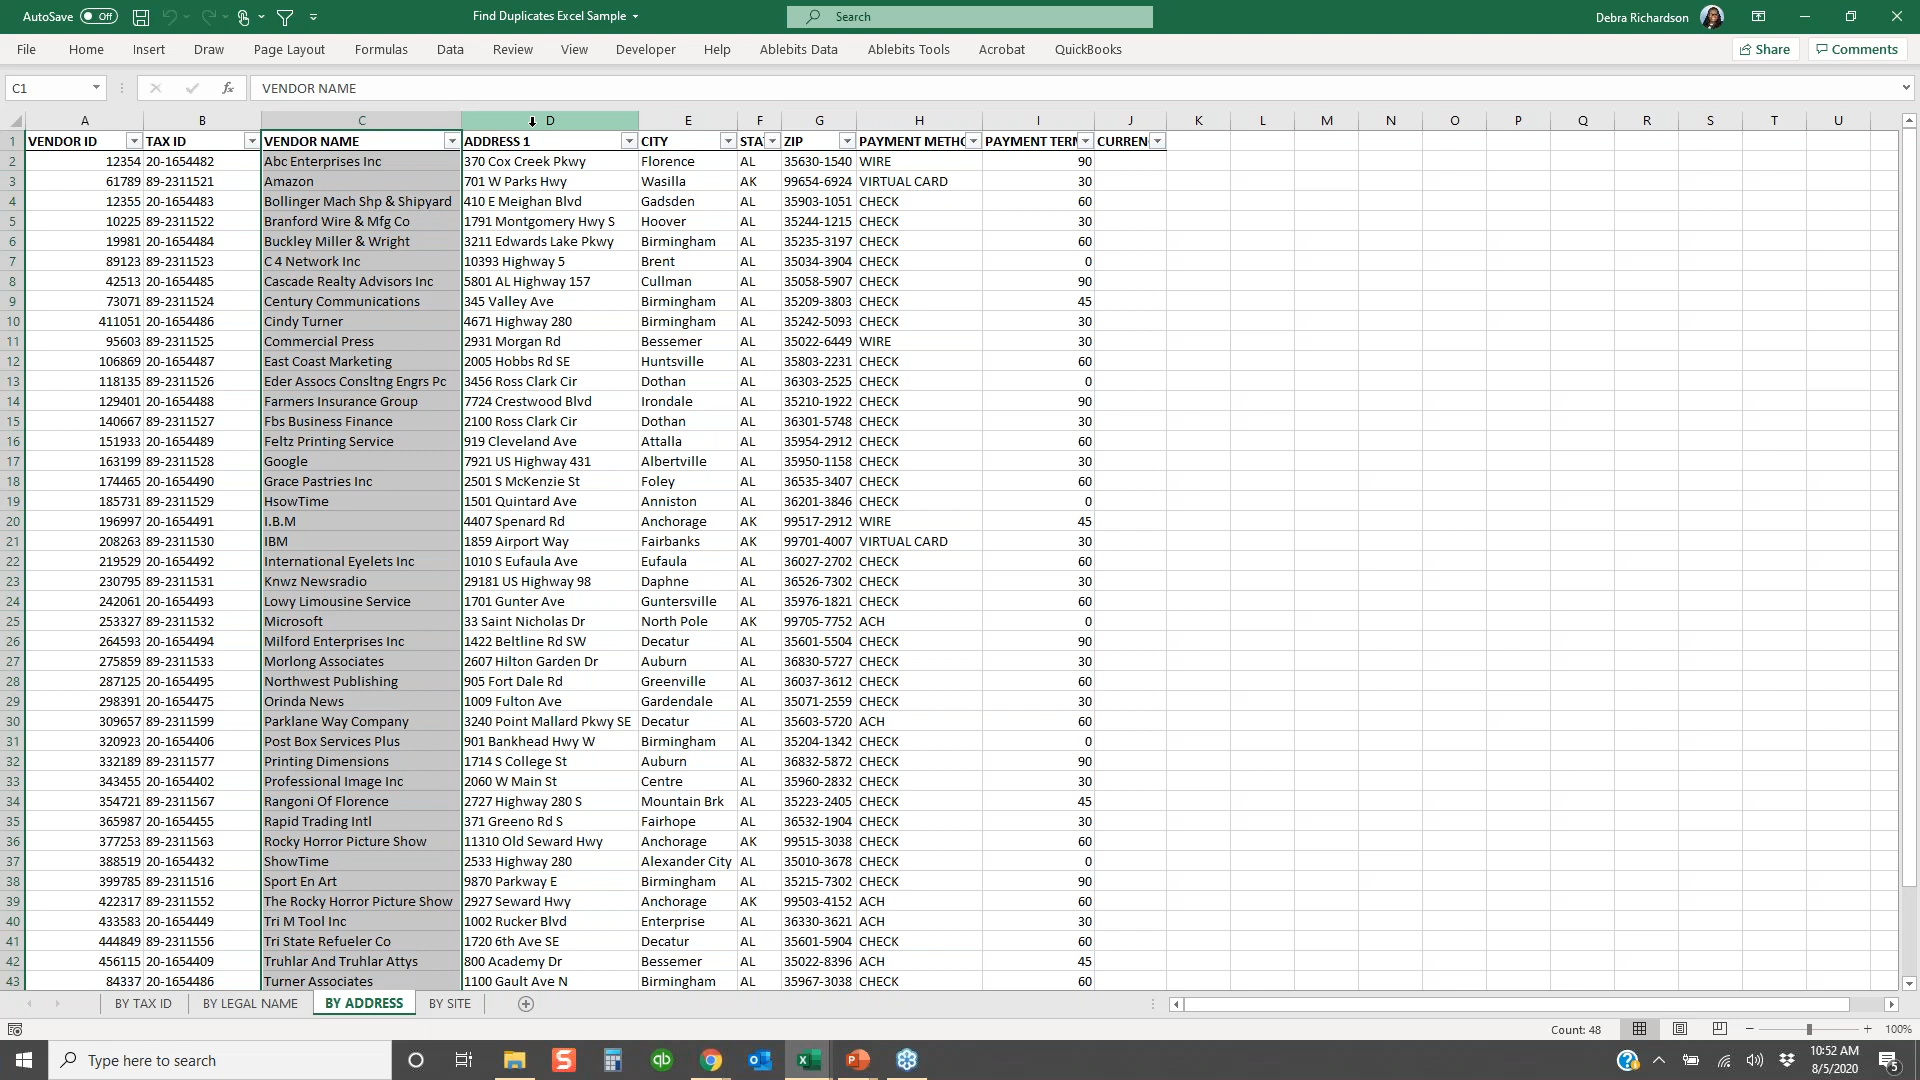 AutoSave Off Find Duplicates Excel Sample Search Debra Richardson
File Home Insert Draw Page Layout Formulas Data Review View Developer Help Ablebits Data Ablebits Tools Acrobat QuickBooks Share Comments
C1 fx VENDOR NAME
A B C D E F G H I J K L M N O P Q R S T U
1 VENDOR ID TAX ID VENDOR NAME ADDRESS 1 CITY STA ZIP PAYMENT METHO PAYMENT TERM CURREN
2 12354 20-1654482 Abc Enterprises Inc 370 Cox Creek Pkwy Florence AL 35630-1540 WIRE 90
3 61789 89-2311521 Amazon 701 W Parks Hwy Wasilla AK 99654-6924 VIRTUAL CARD 30
4 12355 20-1654483 Bollinger Mach Shp & Shipyard 410 E Meighan Blvd Gadsden AL 35903-1051 CHECK 60
5 10225 89-2311522 Branford Wire & Mfg Co 1791 Montgomery Hwy S Hoover AL 35244-1215 CHECK 30
6 19981 20-1654484 Buckley Miller & Wright 3211 Edwards Lake Pkwy Birmingham AL 35235-3197 CHECK 60
7 89123 89-2311523 C 4 Network Inc 10393 Highway 5 Brent AL 35034-3904 CHECK 0
8 42513 20-1654485 Cascade Realty Advisors Inc 5801 AL Highway 157 Cullman AL 35058-5907 CHECK 90
9 73071 89-2311524 Century Communications 345 Valley Ave Birmingham AL 35209-3803 CHECK 45
10 411051 20-1654486 Cindy Turner 4671 Highway 280 Birmingham AL 35242-5093 CHECK 30
11 95603 89-2311525 Commercial Press 2931 Morgan Rd Bessemer AL 35022-6449 WIRE 30
12 106869 20-1654487 East Coast Marketing 2005 Hobbs Rd SE Huntsville AL 35803-2231 CHECK 60
13 118135 89-2311526 Eder Assocs Consltng Engrs Pc 3456 Ross Clark Cir Dothan AL 36303-2525 CHECK 0
14 129401 20-1654488 Farmers Insurance Group 7724 Crestwood Blvd Irondale AL 35210-1922 CHECK 90
15 140667 89-2311527 Fbs Business Finance 2100 Ross Clark Cir Dothan AL 36301-5748 CHECK 30
16 151933 20-1654489 Feltz Printing Service 919 Cleveland Ave Attalla AL 35954-2912 CHECK 60
17 163199 89-2311528 Google 7921 US Highway 431 Albertville AL 35950-1158 CHECK 30
18 174465 20-1654490 Grace Pastries Inc 2501 S McKenzie St Foley AL 36535-3407 CHECK 60
19 185731 89-2311529 HsowTime 1501 Quintard Ave Anniston AL 36201-3846 CHECK 0
20 196997 20-1654491 I.B.M 4407 Spenard Rd Anchorage AK 99517-2912 WIRE 45
21 208263 89-2311530 IBM 1859 Airport Way Fairbanks AK 99701-4007 VIRTUAL CARD 30
22 219529 20-1654492 International Eyelets Inc 1010 S Eufaula Ave Eufaula AL 36027-2702 CHECK 60
23 230795 89-2311531 Knwz Newsradio 29181 US Highway 98 Daphne AL 36526-7302 CHECK 30
24 242061 20-1654493 Lowy Limousine Service 1701 Gunter Ave Guntersville AL 35976-1821 CHECK 60
25 253327 89-2311532 Microsoft 33 Saint Nicholas Dr North Pole AK 99705-7752 ACH 0
26 264593 20-1654494 Milford Enterprises Inc 1422 Beltline Rd SW Decatur AL 35601-5504 CHECK 90
27 275859 89-2311533 Morlong Associates 2607 Hilton Garden Dr Auburn AL 36830-5727 CHECK 30
28 287125 20-1654495 Northwest Publishing 905 Fort Dale Rd Greenville AL 36037-3612 CHECK 60
29 298391 20-1654475 Orinda News 1009 Fulton Ave Gardendale AL 35071-2559 CHECK 30
30 309657 89-2311599 Parklane Way Company 3240 Point Mallard Pkwy SE Decatur AL 35603-5720 ACH 60
31 320923 20-1654406 Post Box Services Plus 901 Bankhead Hwy W Birmingham AL 35204-1342 CHECK 0
32 332189 89-2311577 Printing Dimensions 1714 S College St Auburn AL 36832-5872 CHECK 90
33 343455 20-1654402 Professional Image Inc 2060 W Main St Centre AL 35960-2832 CHECK 30
34 354721 89-2311567 Rangoni Of Florence 2727 Highway 280 S Mountain Brk AL 35223-2405 CHECK 45
35 365987 20-1654455 Rapid Trading Intl 371 Greeno Rd S Fairhope AL 36532-1904 CHECK 30
36 377253 89-2311563 Rocky Horror Picture Show 11310 Old Seward Hwy Anchorage AK 99515-3038 CHECK 60
37 388519 20-1654432 ShowTime 2533 Highway 280 Alexander City AL 35010-3678 CHECK 0
38 399785 89-2311516 Sport En Art 9870 Parkway E Birmingham AL 35215-7302 CHECK 90
39 422317 89-2311552 The Rocky Horror Picture Show 2927 Seward Hwy Anchorage AK 99503-4152 ACH 60
40 433583 20-1654449 Tri M Tool Inc 1002 Rucker Blvd Enterprise AL 36330-3621 ACH 30
41 444849 89-2311556 Tri State Refueler Co 1720 6th Ave SE Decatur AL 35601-5904 CHECK 60
42 456115 20-1654409 Truhlar And Truhlar Attys 800 Academy Dr Bessemer AL 35022-8396 ACH 45
43 84337 20-1654486 Turner Associates 1100 Gault Ave N Birmingham AL 35967-3038 CHECK 60
BY TAX ID BY LEGAL NAME BY ADDRESS BY SITE
Count: 48 100%
Type here to search 10:52 AM
8/5/2020 5